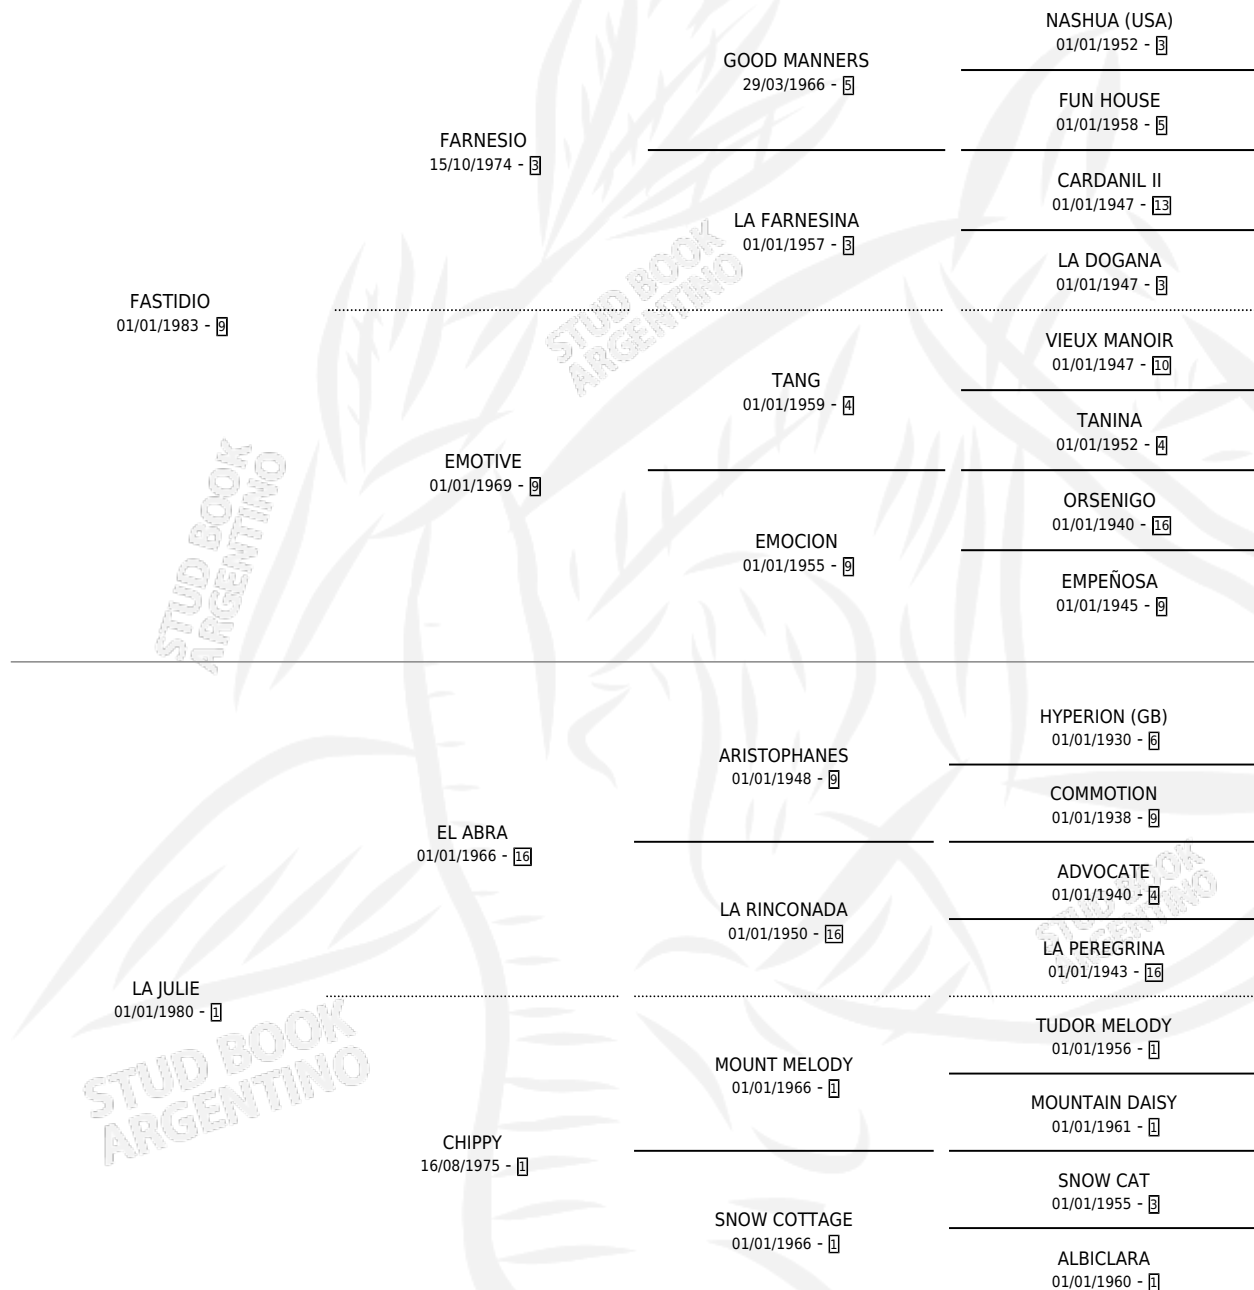 NASHUA (USA)
01/01/1952 - 3
GOOD MANNERS
29/03/1966 - 5
FUN HOUSE
01/01/1958 - 5
FARNESIO
15/10/1974 - 3
CARDANIL II
01/01/1947 - 13
LA FARNESINA
01/01/1957 - 3
LA DOGANA
01/01/1947 - 3
FASTIDIO
01/01/1983 - 9
VIEUX MANOIR
01/01/1947 - 10
TANG
01/01/1959 - 4
TANINA
01/01/1952 - 4
EMOTIVE
01/01/1969 - 9
ORSENIGO
01/01/1940 - 16
EMOCION
01/01/1955 - 9
EMPEÑOSA
01/01/1945 - 9
HYPERION (GB)
01/01/1930 - 6
ARISTOPHANES
01/01/1948 - 9
COMMOTION
01/01/1938 - 9
EL ABRA
01/01/1966 - 16
ADVOCATE
01/01/1940 - 4
LA RINCONADA
01/01/1950 - 16
LA PEREGRINA
01/01/1943 - 16
LA JULIE
01/01/1980 - 1
TUDOR MELODY
01/01/1956 - 1
MOUNT MELODY
01/01/1966 - 1
MOUNTAIN DAISY
01/01/1961 - 1
CHIPPY
16/08/1975 - 1
SNOW CAT
01/01/1955 - 3
SNOW COTTAGE
01/01/1966 - 1
ALBICLARA
01/01/1960 - 1
STUD BOOK
ARGENTINO
STUD BOOK
ARGENTINO
STUD BOOK
ARGENTINO
STUD BOOK
ARGENTINO